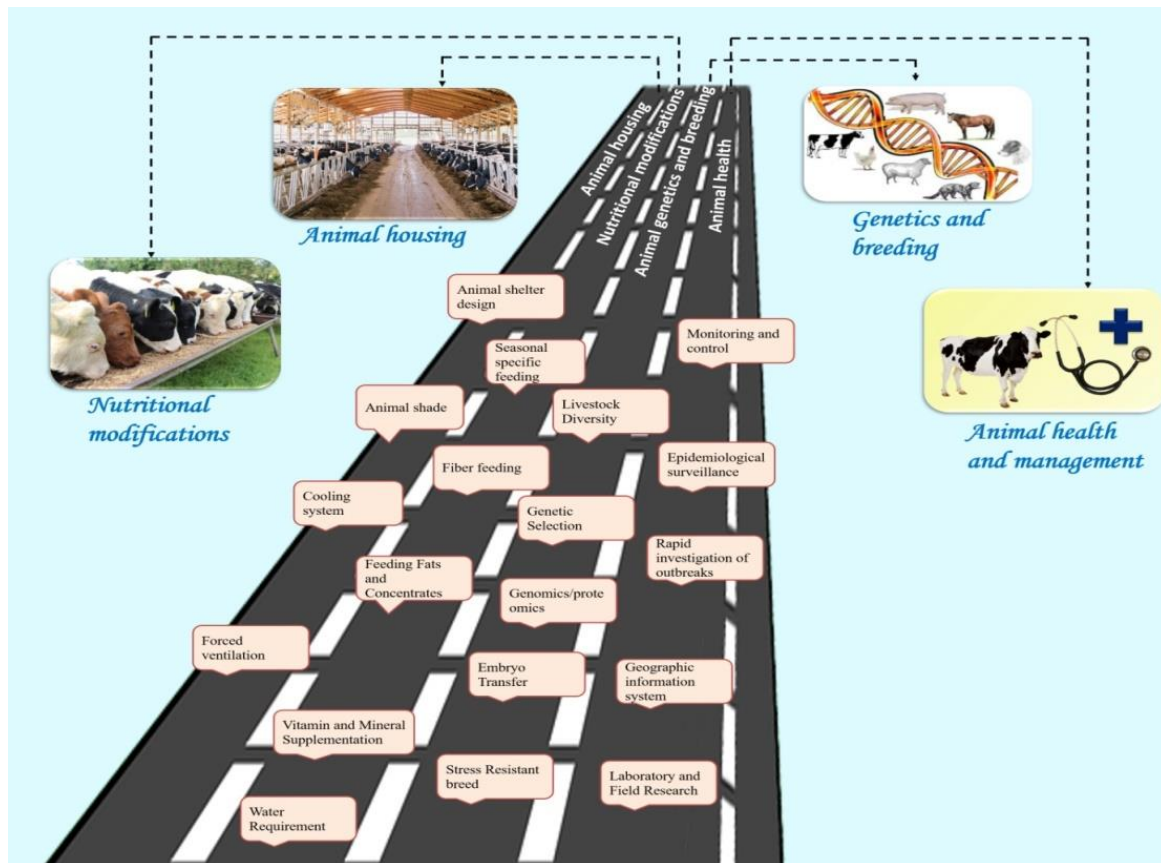 Animal housing
Nutritional modifications
Animal genetics and breeding
Animal health
Animal housing
Genetics and
breeding
Nutritional
modifications
Animal health
and management
Animal shelter
design
Monitoring and
control
Seasonal
specific
feeding
Animal shade
Livestock
Diversity
Fiber feeding
Epidemiological
surveillance
Cooling
system
Genetic
Selection
Rapid
investigation of
outbreaks
Feeding Fats
and
Concentrates
Genomics/prote
omics
Forced
ventilation
Embryo
Transfer
Geographic
information
system
Vitamin and Mineral
Supplementation
Stress Resistant
breed
Laboratory and
Field Research
Water
Requirement